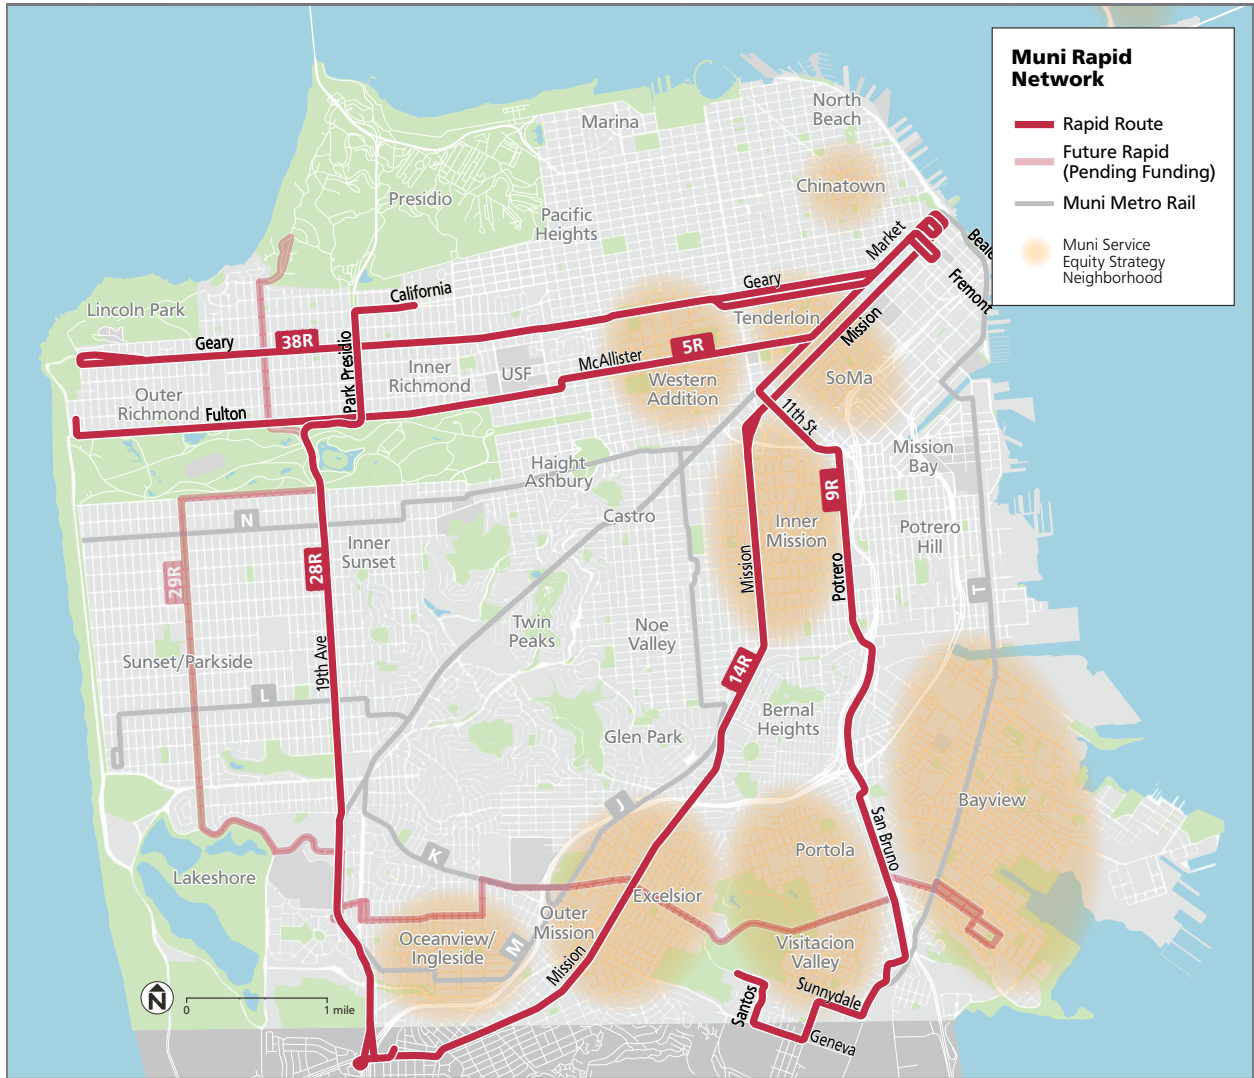 Muni Rapid
Network
Rapid Route
Future Rapid
(Pending Funding)
Muni Metro Rail
Muni Service
Equity Strategy
Neighborhood
North
Beach
Marina
Chinatown
Presidio
Pacific
Heights
Market
Beale
Fremont
Geary
California
Lincoln Park
Tenderloin
Mission
Geary
38R
Park Presidio
McAllister
5R
Inner
Richmond
USF
Western
Addition
SoMa
Outer
Richmond
Fulton
11th St
Mission
Bay
Haight
Ashbury
9R
N
Castro
Inner
Mission
Potrero
Hill
Inner
Sunset
29R
28R
Mission
Potrero
T
Twin
Peaks
Noe
Valley
Sunset/Parkside
19th Ave
14R
L
Bernal
Heights
Glen Park
Bayview
J
San Bruno
K
Portola
Lakeshore
Excelsior
Outer
Mission
Oceanview/
Ingleside
M
Visitacion
Valley
Mission
Santos
Sunnydale
Geneva
N
0
1 mile